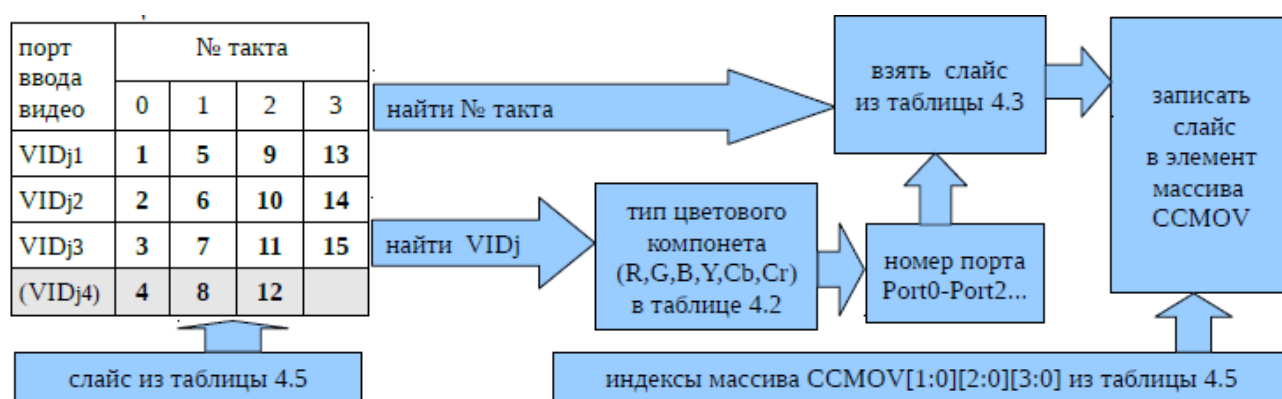 порт ввода видео № такта
0 1 2 3
VIDj1 1 5 9 13
VIDj2 2 6 10 14
VIDj3 3 7 11 15
(VIDj4) 4 8 12
слайс из таблицы 4.5
найти № такта
найти VIDj
тип цветового
компонета
(R,G,B,Y,Cb,Cr)
в таблице 4.2
номер порта
Port0-Port2...
взять слайс
из таблицы 4.3
записать
слайс
в элемент
массива
CCMOV
индексы массива CCMOV[1:0][2:0][3:0] из таблицы 4.5